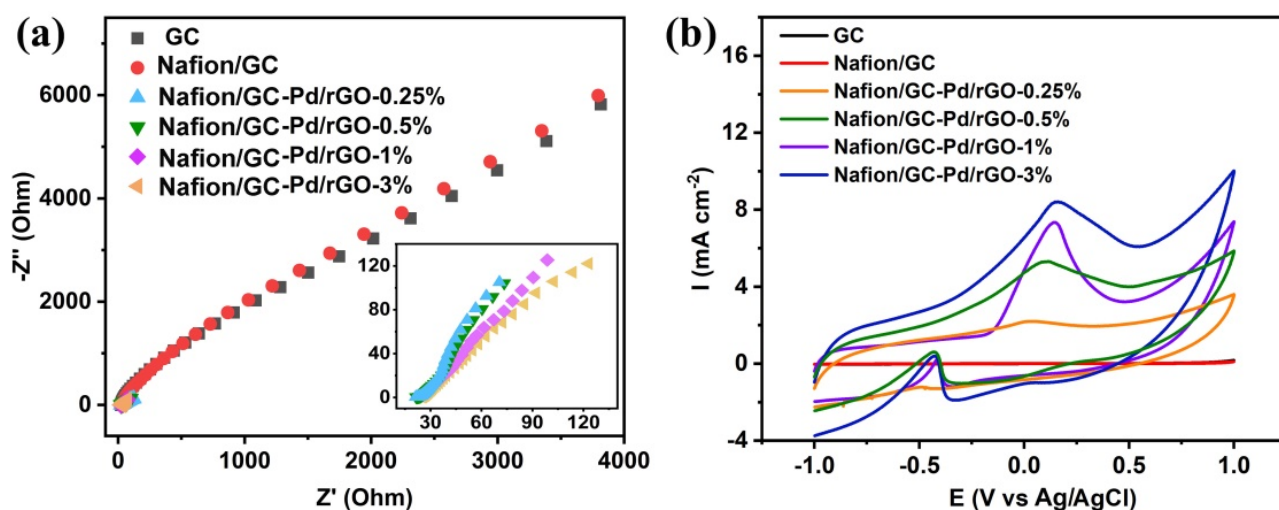 (a)
GC
Nafion/GC
Nafion/GC-Pd/rGO-0.25%
Nafion/GC-Pd/rGO-0.5%
Nafion/GC-Pd/rGO-1%
Nafion/GC-Pd/rGO-3%
6000
4000
2000
0
-Z'' (Ohm)
0
1000
2000
3000
4000
Z' (Ohm)
120
80
40
0
30
60
90
120
(b)
GC
Nafion/GC
Nafion/GC-Pd/rGO-0.25%
Nafion/GC-Pd/rGO-0.5%
Nafion/GC-Pd/rGO-1%
Nafion/GC-Pd/rGO-3%
16
12
8
4
0
-4
I (mA cm-2)
-1.0
-0.5
0.0
0.5
1.0
E (V vs Ag/AgCl)